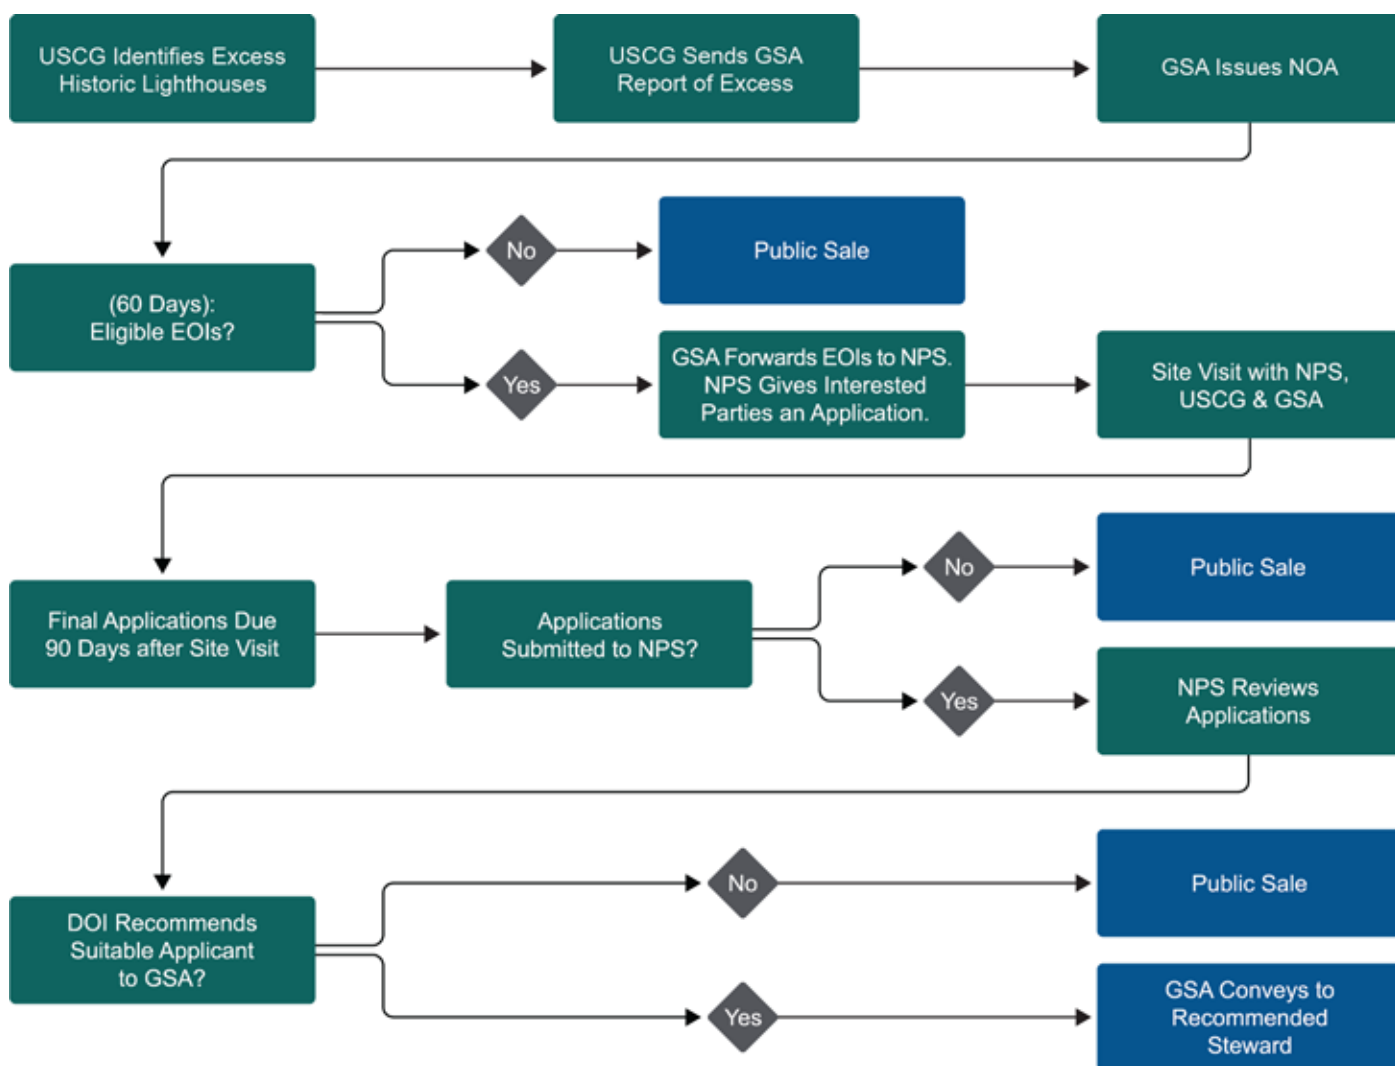 USCG Identifies Excess
Historic Lighthouses
USCG Sends GSA
Report of Excess
GSA Issues NOA
(60 Days):
Eligible EOIs?
No
Public Sale
Yes
GSA Forwards EOIs to NPS.
NPS Gives Interested
Parties an Application.
Site Visit with NPS,
USCG & GSA
Final Applications Due
90 Days after Site Visit
Applications
Submitted to NPS?
No
Public Sale
Yes
NPS Reviews
Applications
DOI Recommends
Suitable Applicant
to GSA?
No
Public Sale
Yes
GSA Conveys to
Recommended
Steward